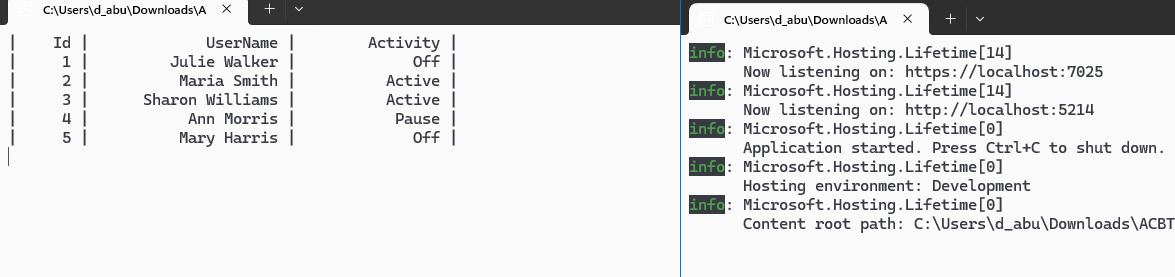 C:\Users\d_abu\Downloads\A
| Id | UserName | Activity |
| 1 | Julie Walker | Off |
| 2 | Maria Smith | Active |
| 3 | Sharon Williams | Active |
| 4 | Ann Morris | Pause |
| 5 | Mary Harris | Off |
C:\Users\d_abu\Downloads\A
info: Microsoft.Hosting.Lifetime[14]
Now listening on: https://localhost:7025
info: Microsoft.Hosting.Lifetime[14]
Now listening on: http://localhost:5214
info: Microsoft.Hosting.Lifetime[0]
Application started. Press Ctrl+C to shut down.
info: Microsoft.Hosting.Lifetime[0]
Hosting environment: Development
info: Microsoft.Hosting.Lifetime[0]
Content root path: C:\Users\d_abu\Downloads\ACBT